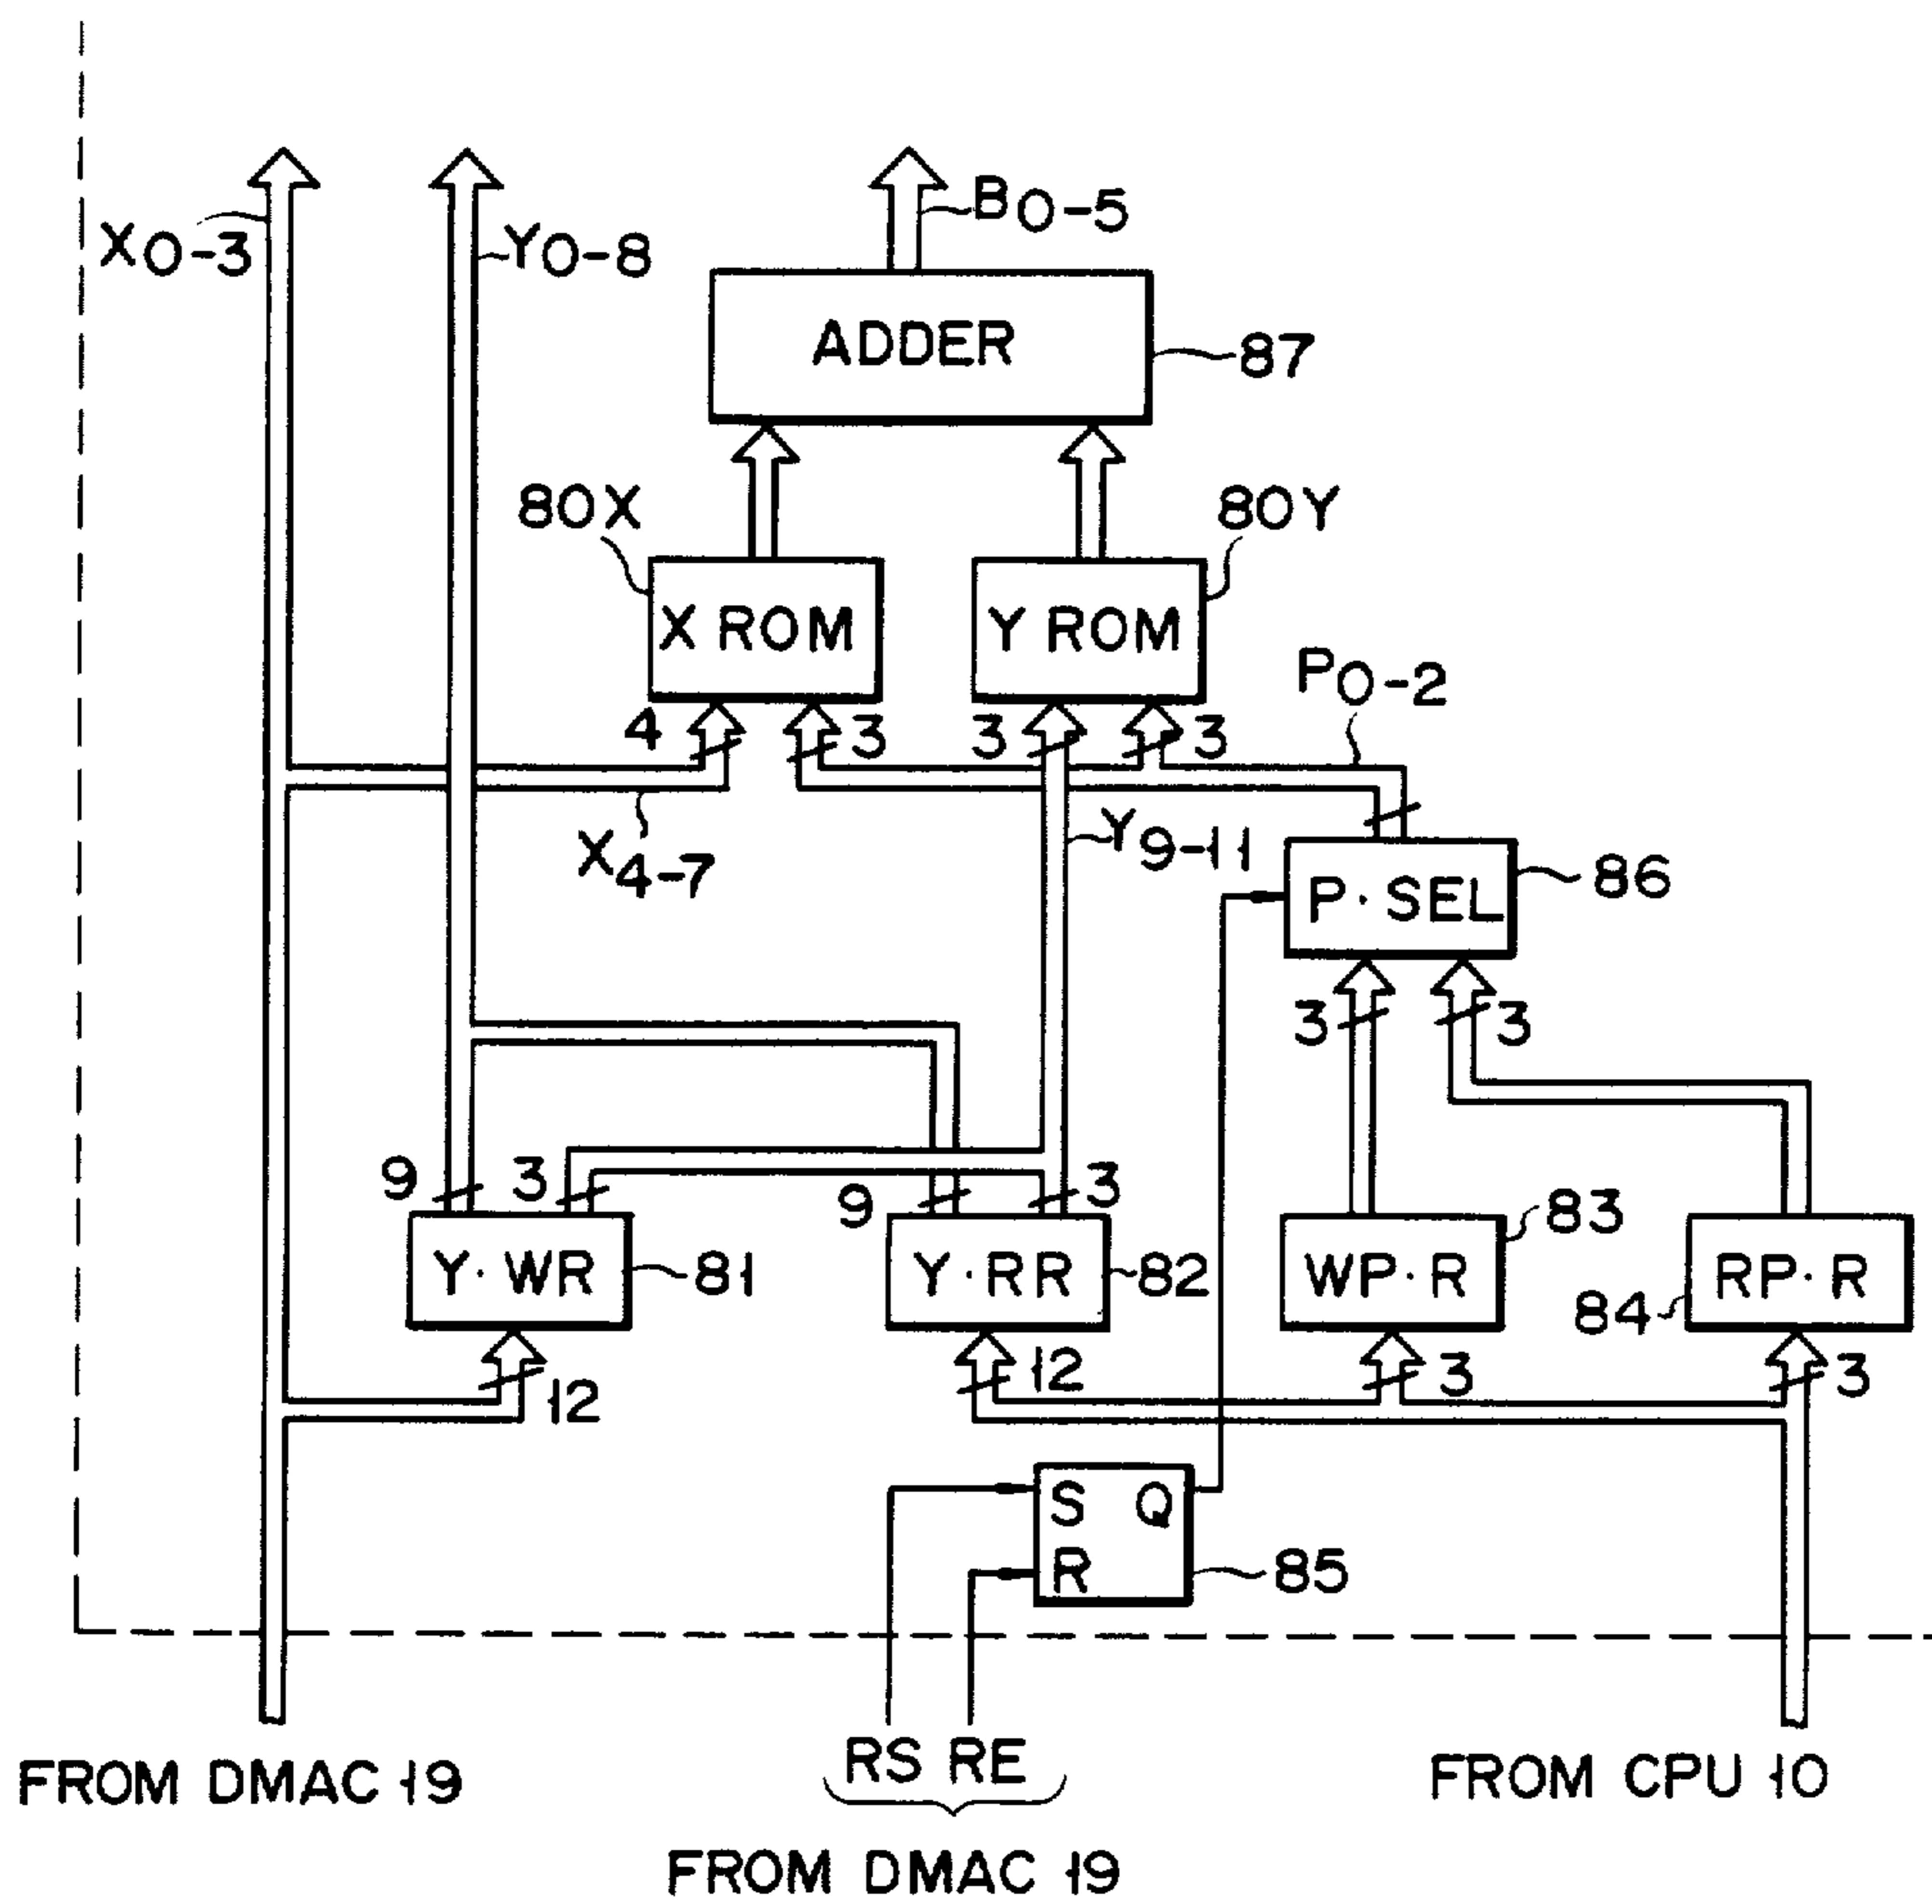 X0-3
Y0-8
B0-5
ADDER
87
80X
80Y
X ROM
Y ROM
P0-2
4
3
3
3
X4-7
Y9-11
P·SEL
86
3
3
9
3
9
3
Y·WR
81
Y·RR
82
WP·R
83
84
RP·R
12
12
3
3
S Q
R
85
RS RE
FROM DMAC 19
FROM CPU 10
FROM DMAC 19